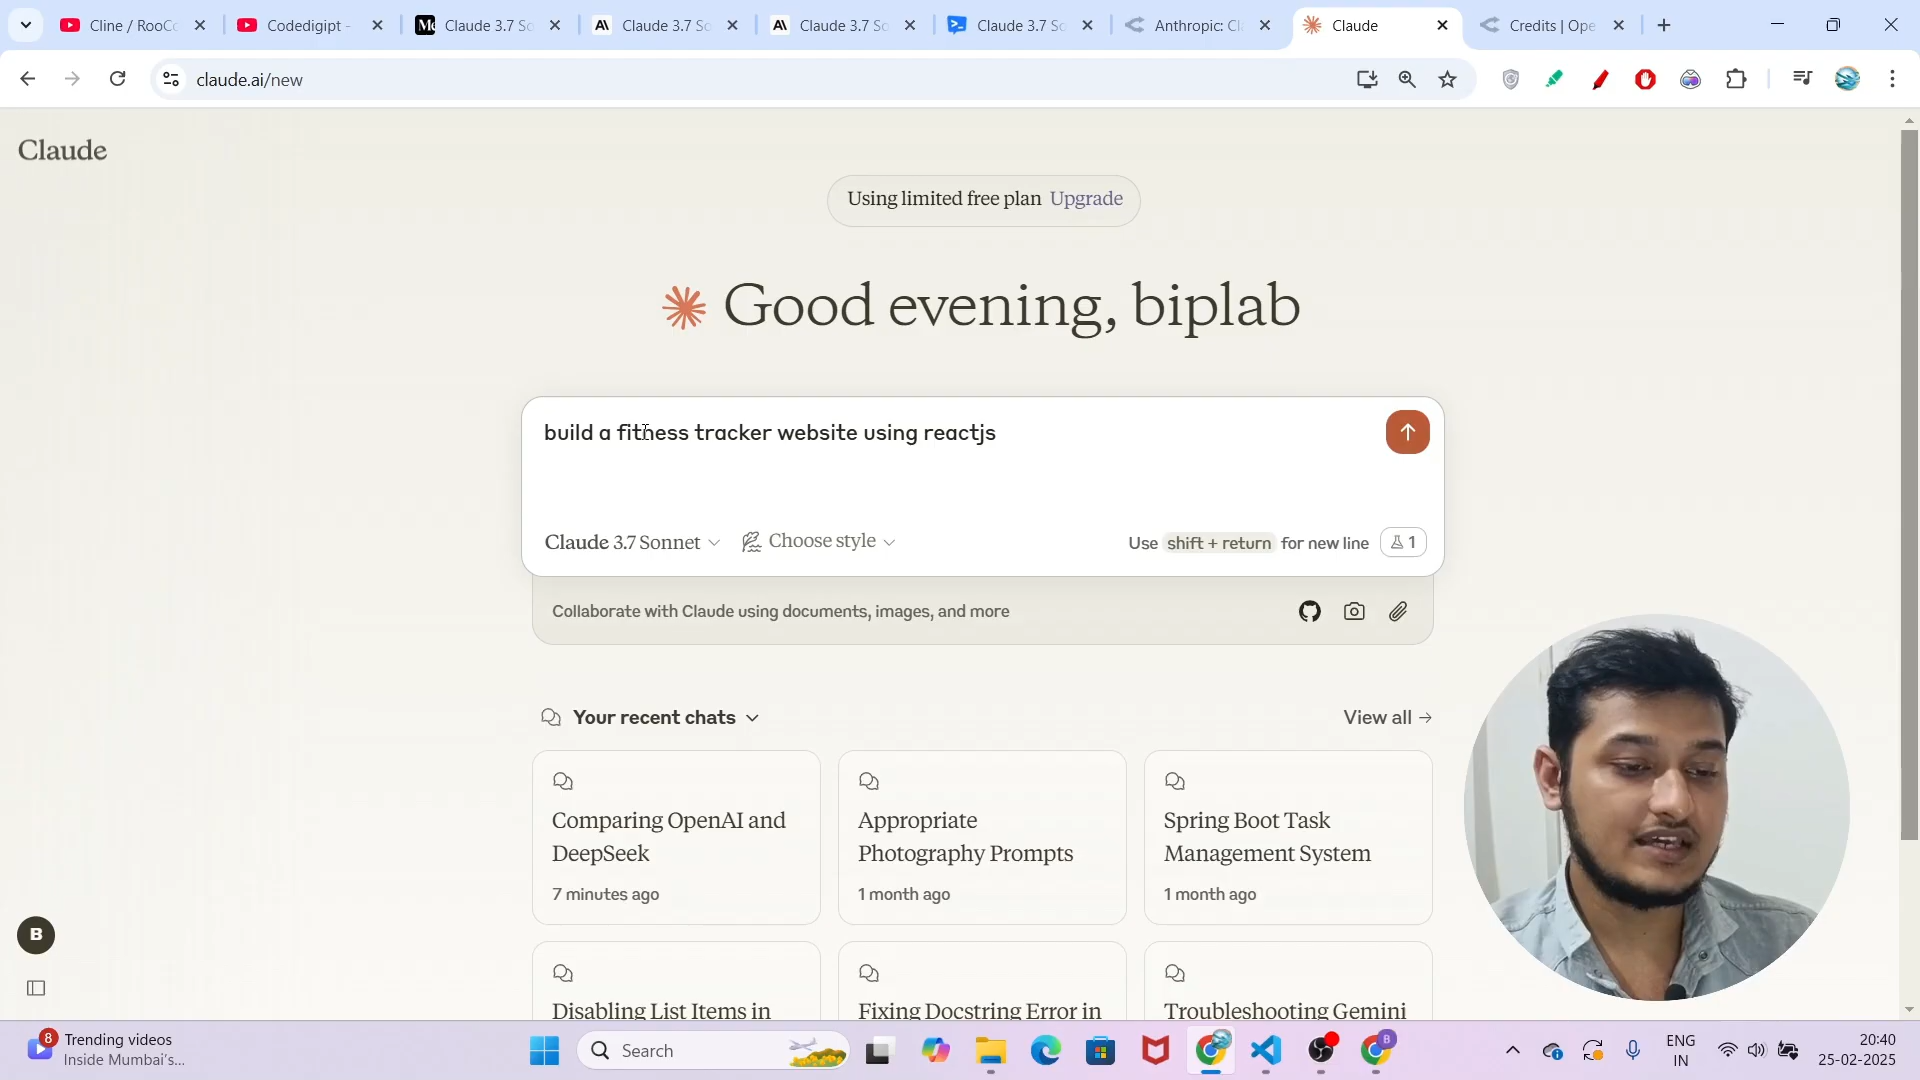 Cline / RooCo
Codedigipt -
Claude 3.7 So
Claude 3.7 So
Claude 3.7 So
Claude 3.7 So
Anthropic: Cl
Claude
Credits | Ope
claude.ai/new
Claude
Using limited free plan Upgrade
Good evening, biplab
build a fitness tracker website using reactjs
Claude 3.7 Sonnet
Choose style
Use shift + return for new line
1
Collaborate with Claude using documents, images, and more
Your recent chats
View all →
Comparing OpenAI and
DeepSeek
7 minutes ago
Appropriate
Photography Prompts
1 month ago
Spring Boot Task
Management System
1 month ago
B
Disabling List Items in
Fixing Docstring Error in
Troubleshooting Gemini
8
Trending videos
Inside Mumbai's...
Search
B
ENG
IN
20:40
25-02-2025